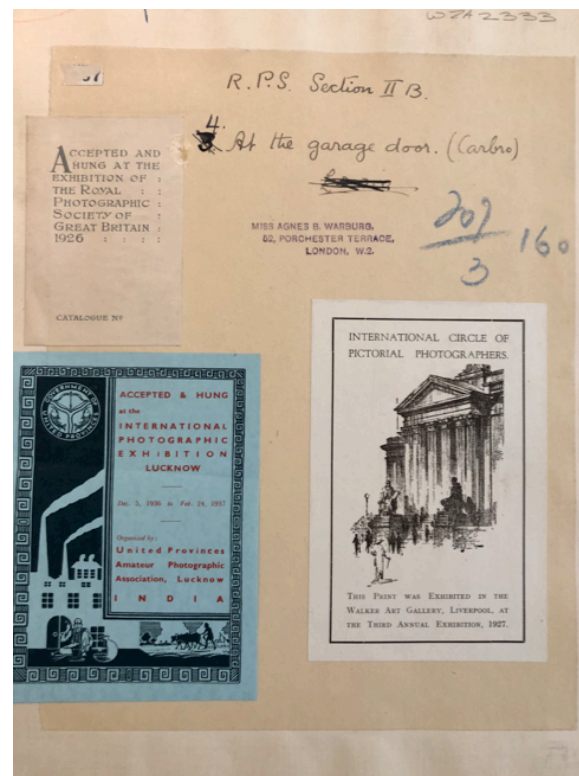 WZA2333
37
R.P.S. Section II B.
4.
At the garage door. (Carbro)
ACCEPTED AND
HUNG AT THE
EXHIBITION OF :
THE ROYAL : :
PHOTOGRAPHIC :
SOCIETY OF :
GREAT BRITAIN :
1926 : : : :
CATALOGUE Nº
MISS AGNES B. WARBURG,
52, PORCHESTER TERRACE,
LONDON, W.2.
207
3
160
GOVERNMENT OF
UNITED PROVINCES
ACCEPTED & HUNG
at the
INTERNATIONAL
PHOTOGRAPHIC
EXHIBITION
LUCKNOW
Dec. 5, 1936 to Feb. 24, 1937
Organised by:
United Provinces
Amateur Photographic
Association, Lucknow
INDIA
INTERNATIONAL CIRCLE OF
PICTORIAL PHOTOGRAPHERS.
THIS PRINT WAS EXHIBITED IN THE
WALKER ART GALLERY, LIVERPOOL, AT
THE THIRD ANNUAL EXHIBITION, 1927.